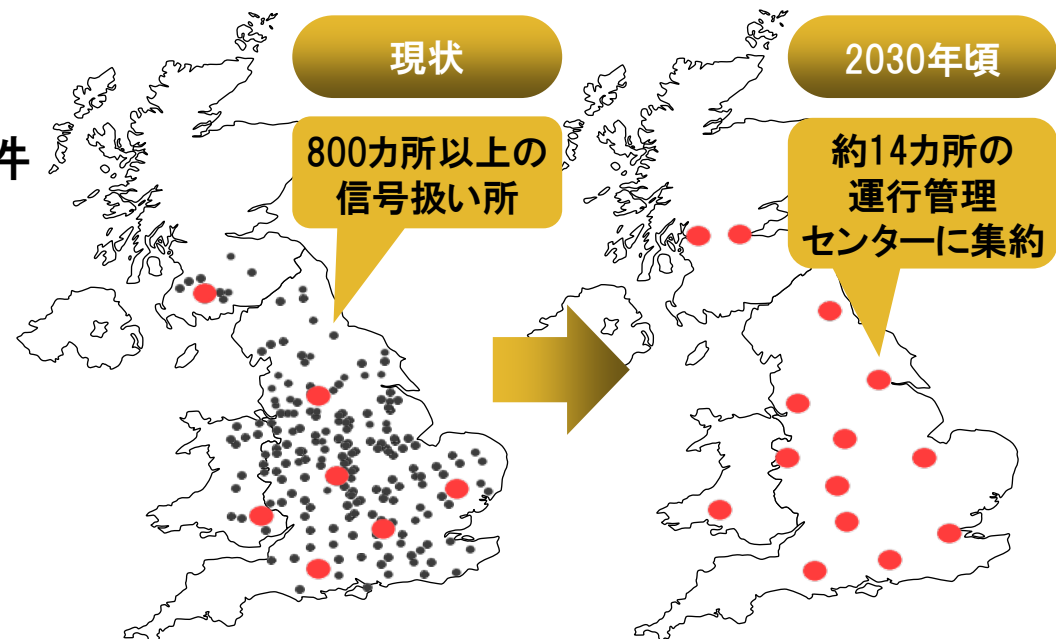 現状
2030年頃
件
800カ所以上の
信号扱い所
約14カ所の
運行管理
センターに集約